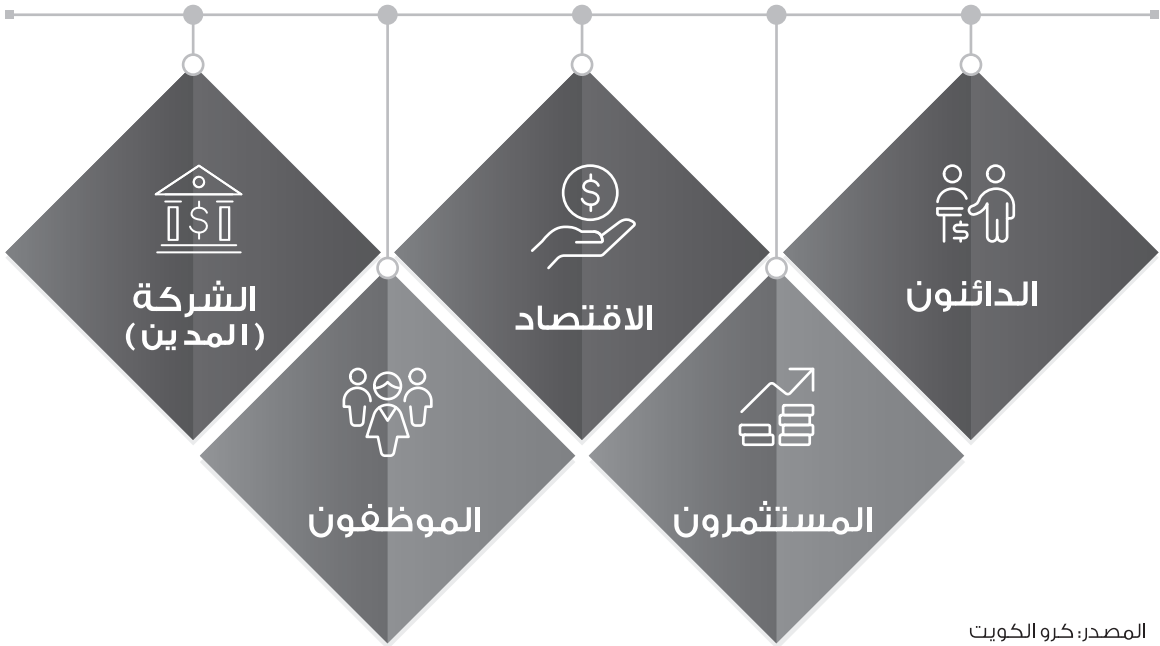 الدائنون
المستثمرون
الاقتصاد
الموظفون
الشركة
(المدين)
المصدر: كرو الكويت